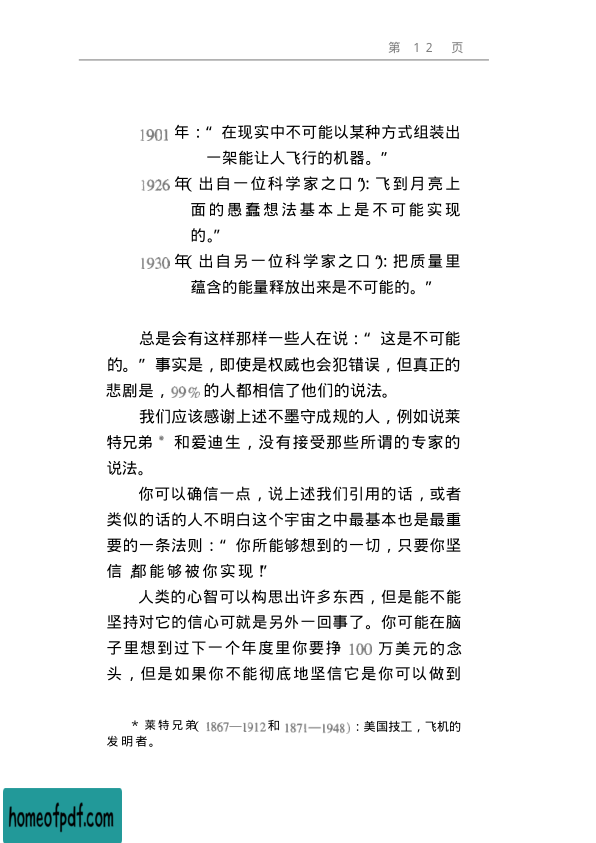 第 12 页
1901 年：“ 在现实中不可能以某种方式组装出
一架能让人飞行的机器。”
1926 年( 出自一位科学家之口 “): 飞到月亮上
面的愚蠢想法基本上是不可能实现
的。”
1930 年( 出自另一位科学家之口 “): 把质量里
蕴含的能量释放出来是不可能的。”
总是会有这样那样一些人在说：“ 这是不可能
的。” 事实是，即使是权威也会犯错误，但真正的
悲剧是，99% 的人都相信了他们的说法。
我们应该感谢上述不墨守成规的人，例如说莱
特兄弟 * 和爱迪生，没有接受那些所谓的专家的
说法。
你可以确信一点，说上述我们引用的话，或者
类似的话的人不明白这个宇宙之中最基本也是最重
要的一条法则：“ 你所能够想到的一切，只要你坚
信，都能够被你实现！”
人类的心智可以构思出许多东西，但是能不能
坚持对它的信心可就是另外一回事了。你可能在脑
子里想到过下一个年度里你要挣 100 万美元的念
头，但是如果你不能彻底地坚信它是你可以做到
* 莱特兄弟( 1867—1912 和 1871—1948)：美国技工，飞机的
发明者。
homeofpdf.com